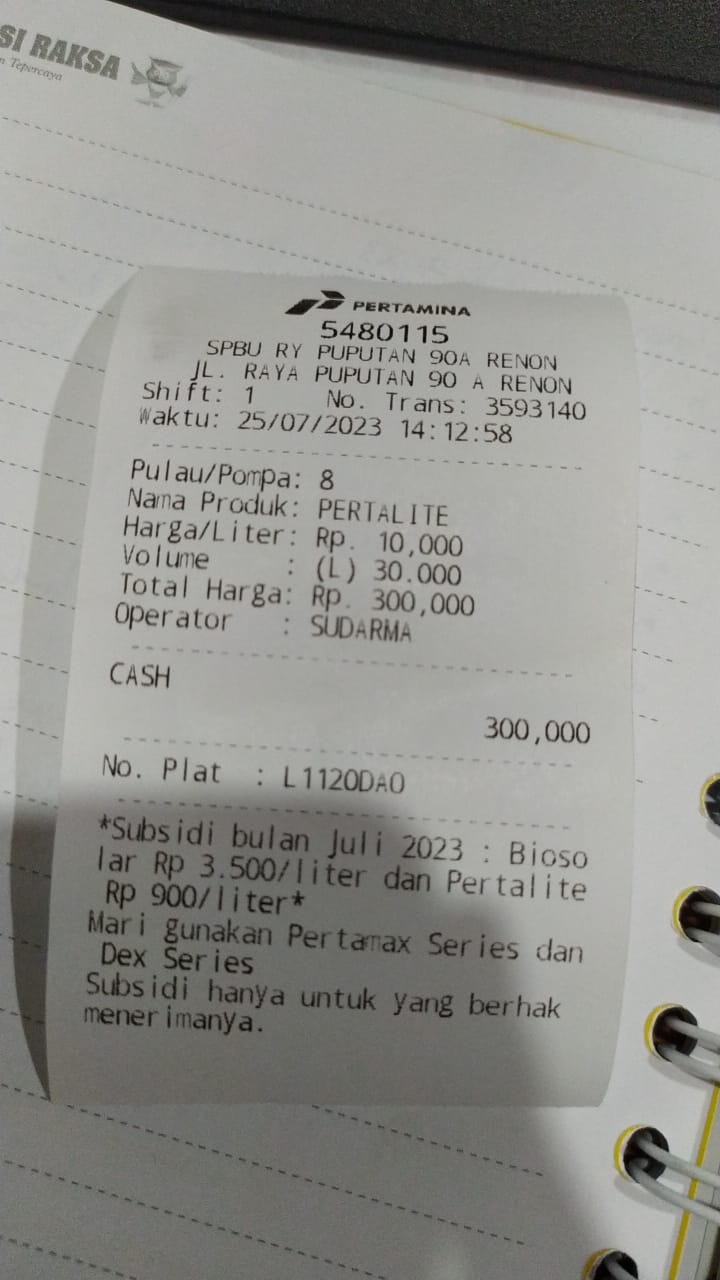 SI RAKSA
n Tepercaya
PERTAMINA
5480115
SPBU RY PUPUTAN 90A RENON
JL. RAYA PUPUTAN 90 A RENON
Shift: 1 No. Trans: 3593140
Waktu: 25/07/2023 14:12:58
Pulau/Pompa: 8
Nama Produk: PERTALITE
Harga/Liter: Rp. 10,000
Volume : (L) 30.000
Total Harga: Rp. 300,000
Operator : SUDARMA
CASH
300,000
No. Plat : L1120DAO
*Subsidi bulan Juli 2023 : Bioso
lar Rp 3.500/liter dan Pertalite
Rp 900/liter*
Mari gunakan Pertamax Series dan
Dex Series
Subsidi hanya untuk yang berhak
menerimanya.